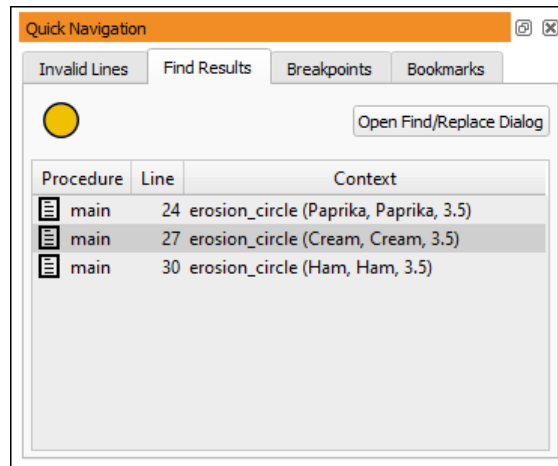 Quick Navigation
Invalid Lines Find Results Breakpoints Bookmarks
Open Find/Replace Dialog
Procedure Line Context
main 24 erosion_circle (Paprika, Paprika, 3.5)
main 27 erosion_circle (Cream, Cream, 3.5)
main 30 erosion_circle (Ham, Ham, 3.5)